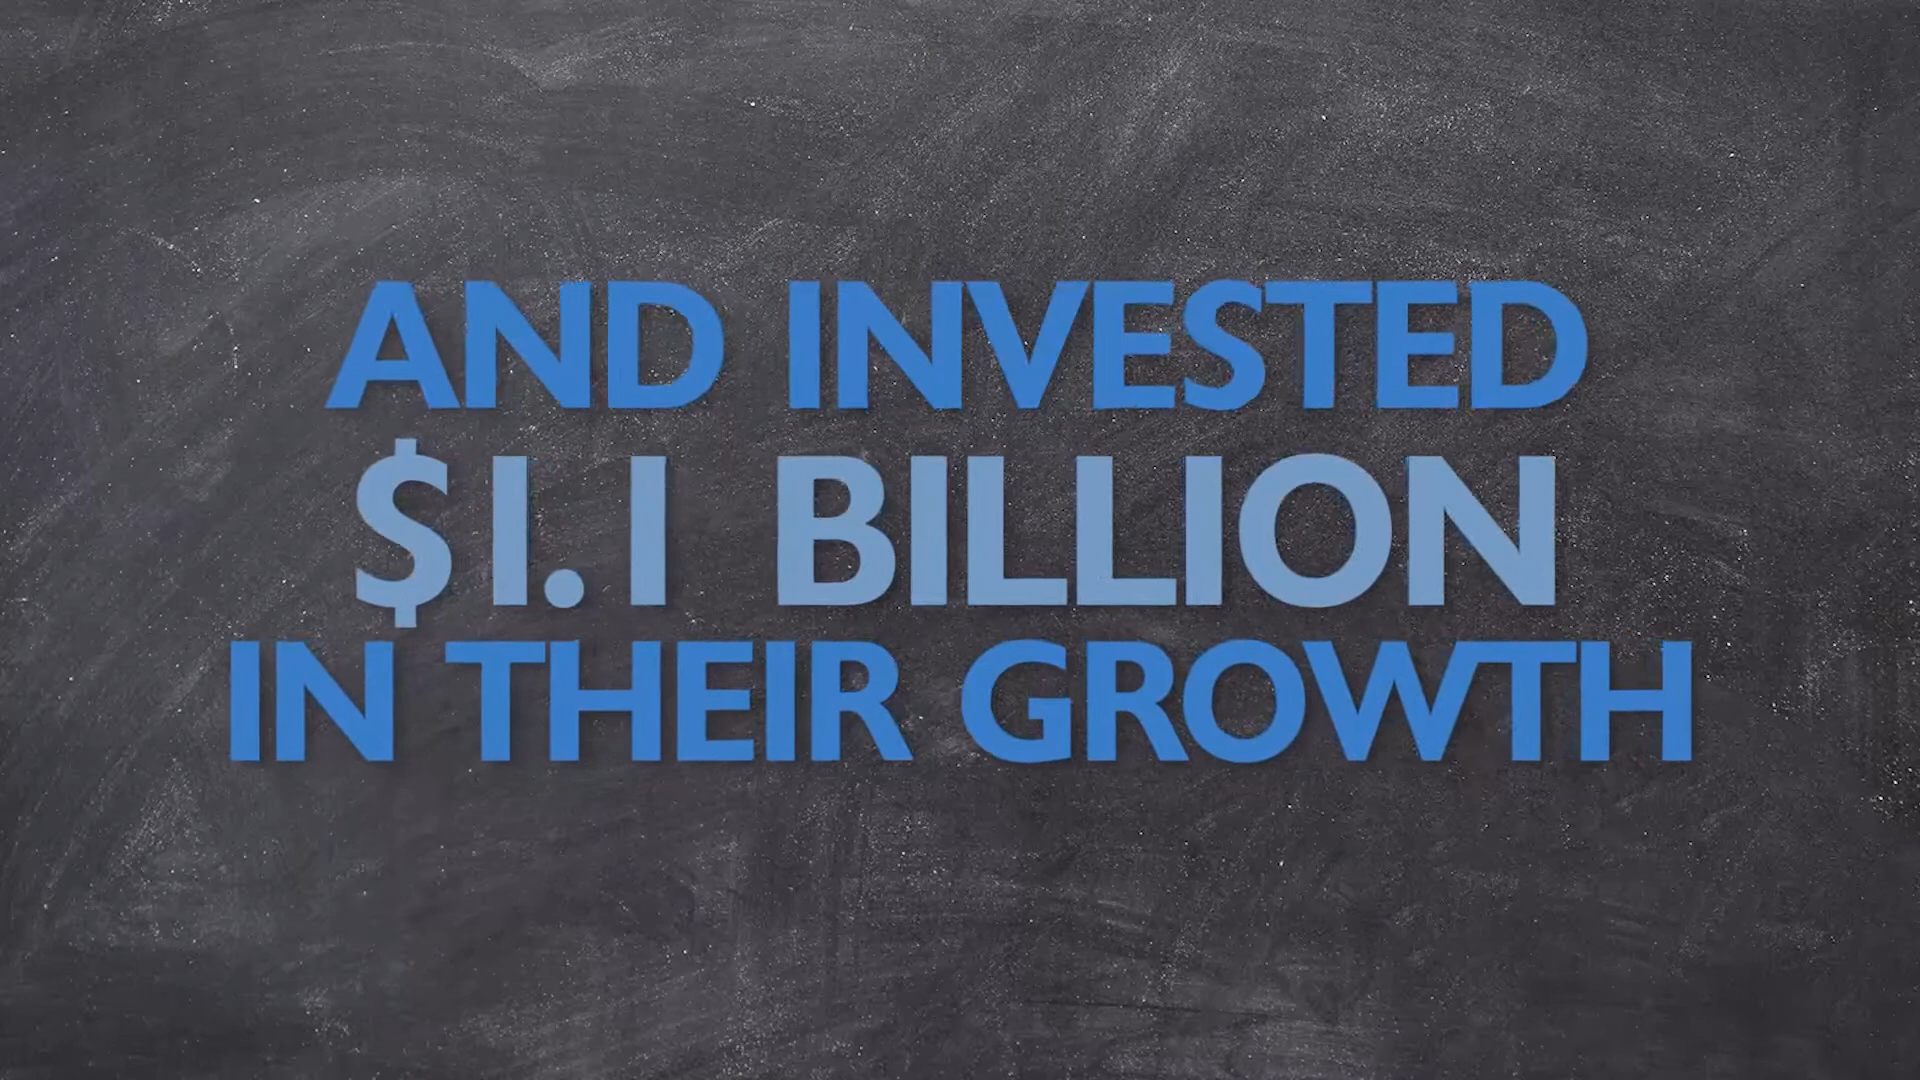 AND INVESTED
$1.1 BILLION
IN THEIR GROWTH